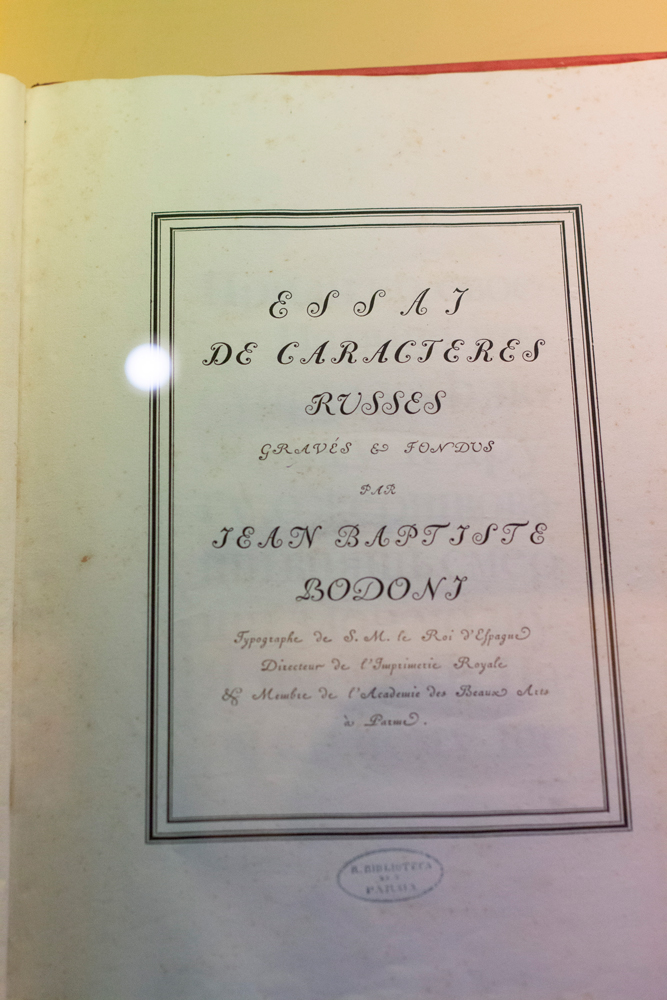 ESSAI
DE CARACTERES
RUSSES
GRAVÉS & FONDUS
PAR
JEAN BAPTISTE
BODONI
Typographe de S. M. le Roi d'Eſpagne
Directeur de l'Imprimerie Royale
& Membre de l'Academie des Beaux Arts
à Parme.
R. BIBLIOTECA
DI
PARMA